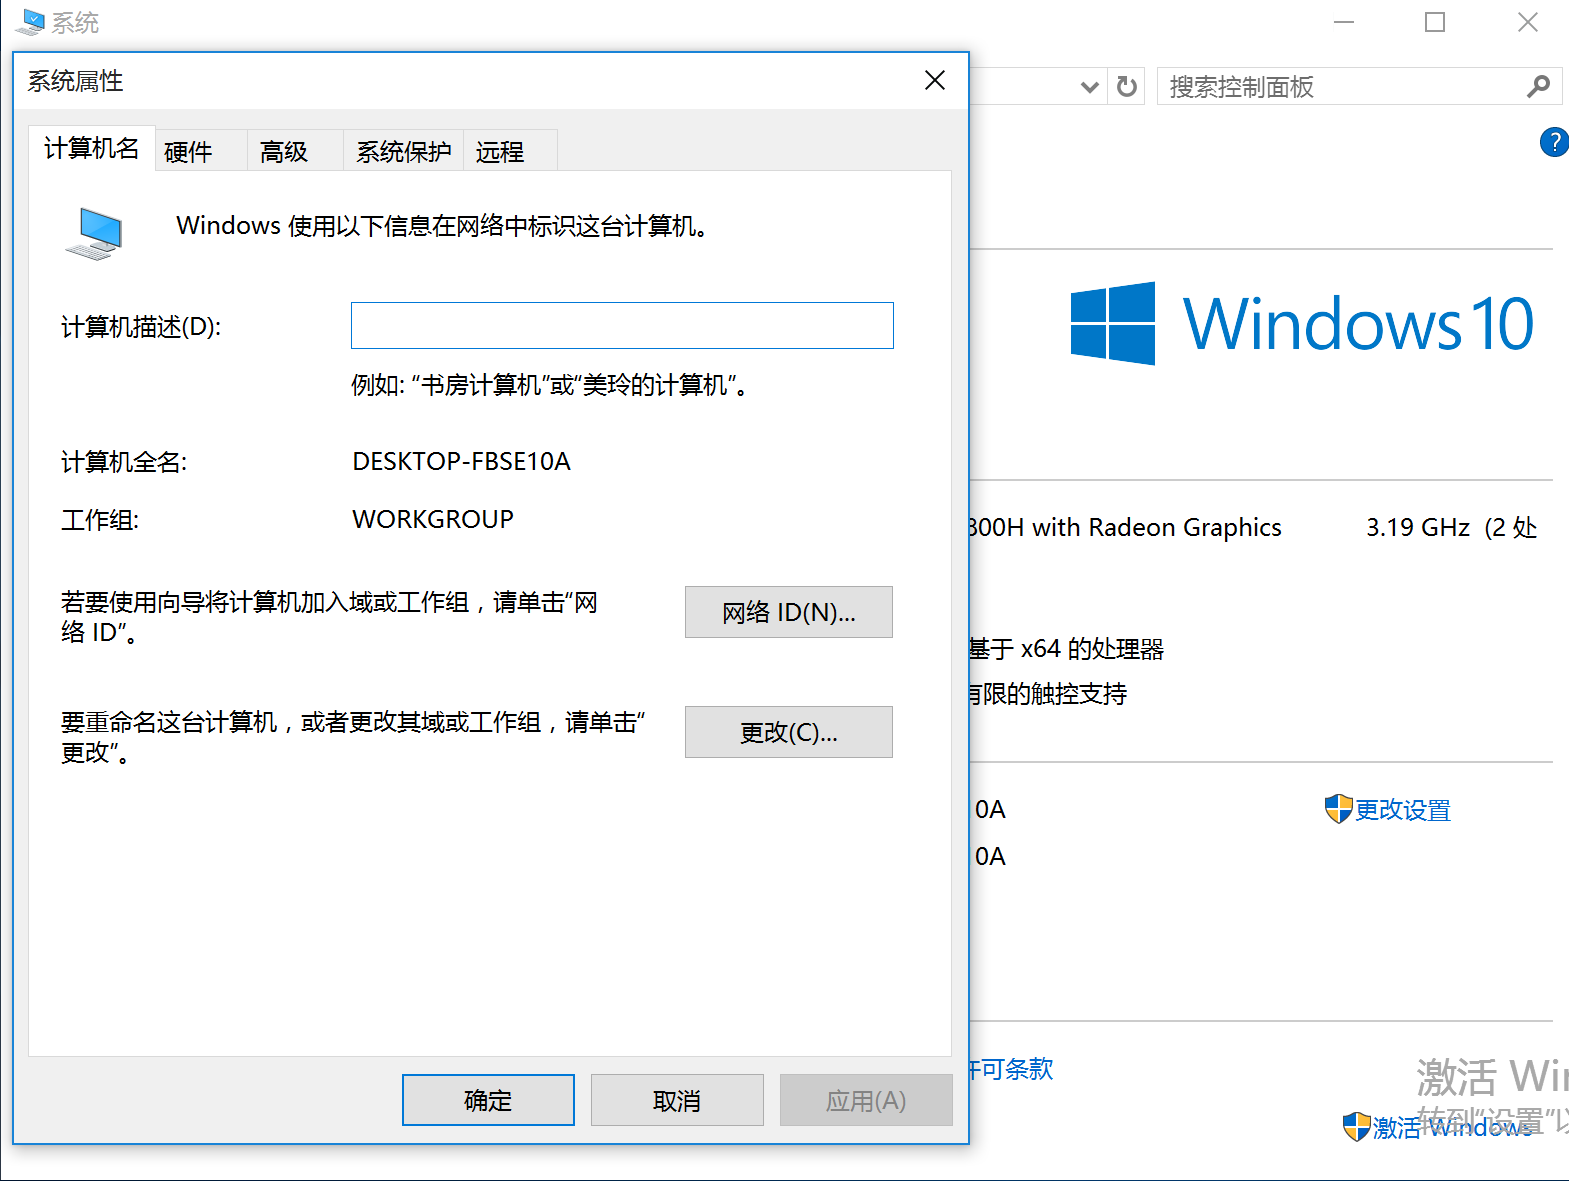 系统
系统属性
搜索控制面板
计算机名
硬件
高级
系统保护
远程
?
Windows 使用以下信息在网络中标识这台计算机。
计算机描述(D):
例如: “书房计算机”或“美玲的计算机”。
计算机全名:
DESKTOP-FBSE10A
工作组:
WORKGROUP
若要使用向导将计算机加入域或工作组，请单击“网
络 ID”。
网络 ID(N)...
要重命名这台计算机，或者更改其域或工作组，请单击“
更改”。
更改(C)...
确定
取消
应用(A)
Windows 10
800H with Radeon Graphics
3.19 GHz (2 处
基于 x64 的处理器
有限的触控支持
0A
更改设置
0A
许可条款
激活 Win
转到“设置”以
激活 Windows